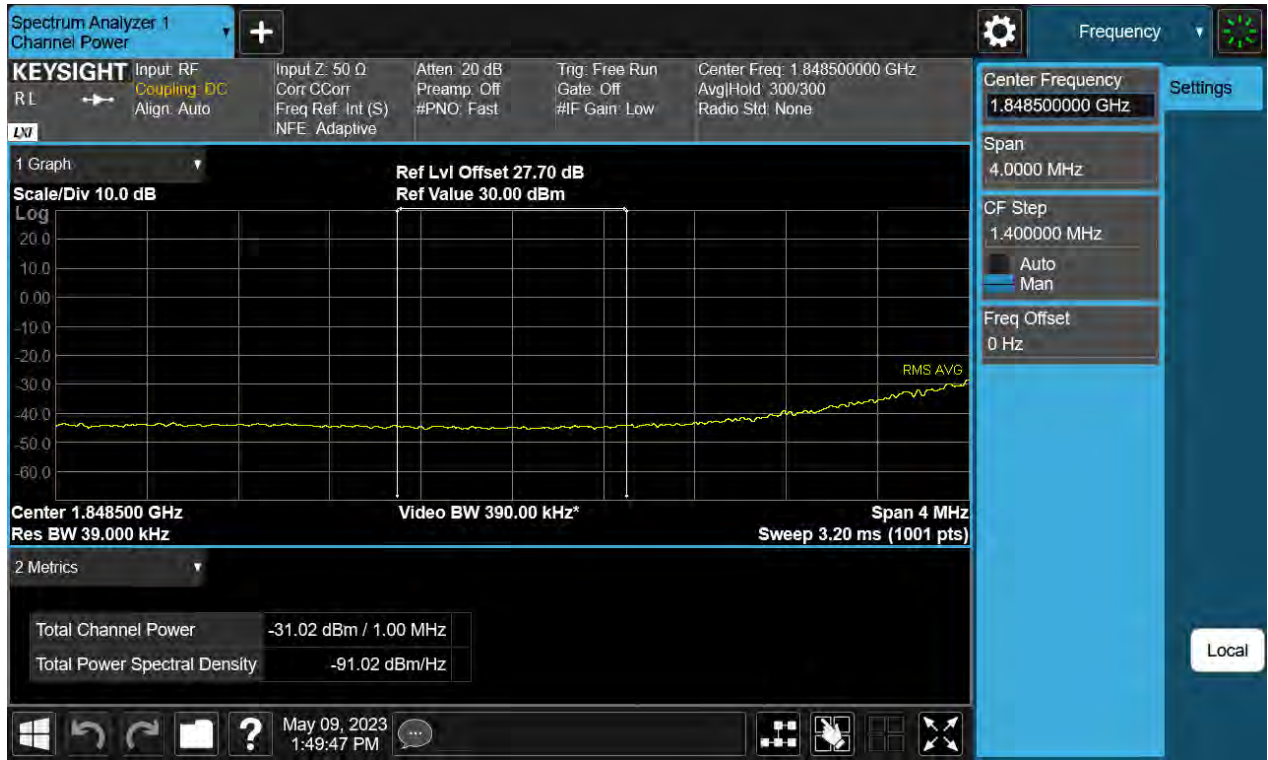 Spectrum Analyzer 1
Channel Power
+
Frequency
KEYSIGHT
RL
LXI
Input: RF
Coupling: DC
Align: Auto
Input Z: 50 Ω
Corr CCorr
Freq Ref: Int (S)
NFE: Adaptive
Atten: 20 dB
Preamp: Off
#PNO: Fast
Trig: Free Run
Gate: Off
#IF Gain: Low
Center Freq: 1.848500000 GHz
Avg|Hold: 300/300
Radio Std: None
1 Graph
Scale/Div 10.0 dB
Ref Lvl Offset 27.70 dB
Ref Value 30.00 dBm
Log
20.0
10.0
0.00
-10.0
-20.0
-30.0
-40.0
-50.0
-60.0
RMS AVG
Center 1.848500 GHz
Video BW 390.00 kHz*
Span 4 MHz
Res BW 39.000 kHz
Sweep 3.20 ms (1001 pts)
2 Metrics
Total Channel Power -31.02 dBm / 1.00 MHz
Total Power Spectral Density -91.02 dBm/Hz
?
May 09, 2023
1:49:47 PM
Center Frequency
1.848500000 GHz
Settings
Span
4.0000 MHz
CF Step
1.400000 MHz
Auto
Man
Freq Offset
0 Hz
Local